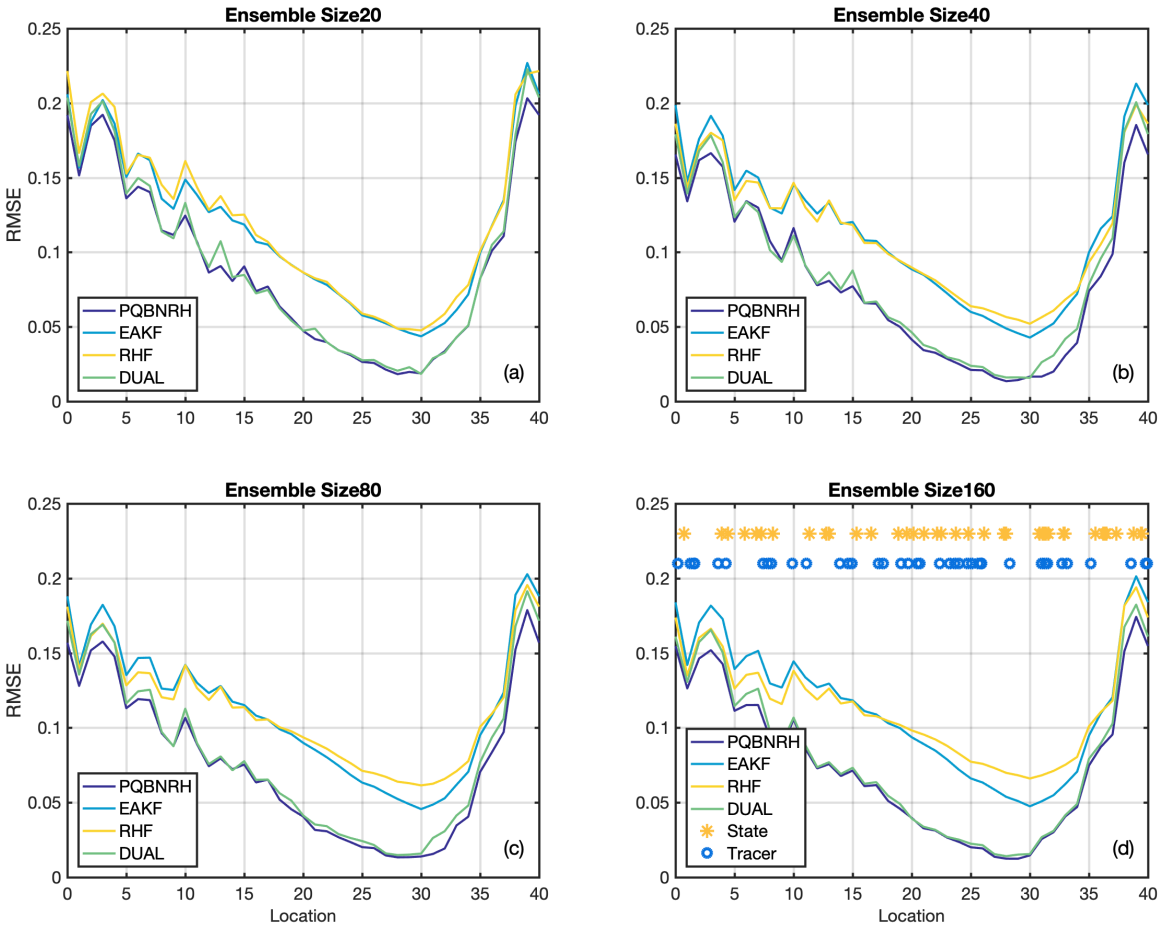 Ensemble Size20
RMSE
0.25
0.2
0.15
0.1
0.05
0
PQBNRH
EAKF
RHF
DUAL
(a)
0 5 10 15 20 25 30 35 40
Ensemble Size40
0.25
0.2
0.15
0.1
0.05
0
PQBNRH
EAKF
RHF
DUAL
(b)
0 5 10 15 20 25 30 35 40
Ensemble Size80
RMSE
0.25
0.2
0.15
0.1
0.05
0
PQBNRH
EAKF
RHF
DUAL
(c)
0 5 10 15 20 25 30 35 40
Location
Ensemble Size160
0.25
0.2
0.15
0.1
0.05
0
PQBNRH
EAKF
RHF
DUAL
State
Tracer
(d)
0 5 10 15 20 25 30 35 40
Location